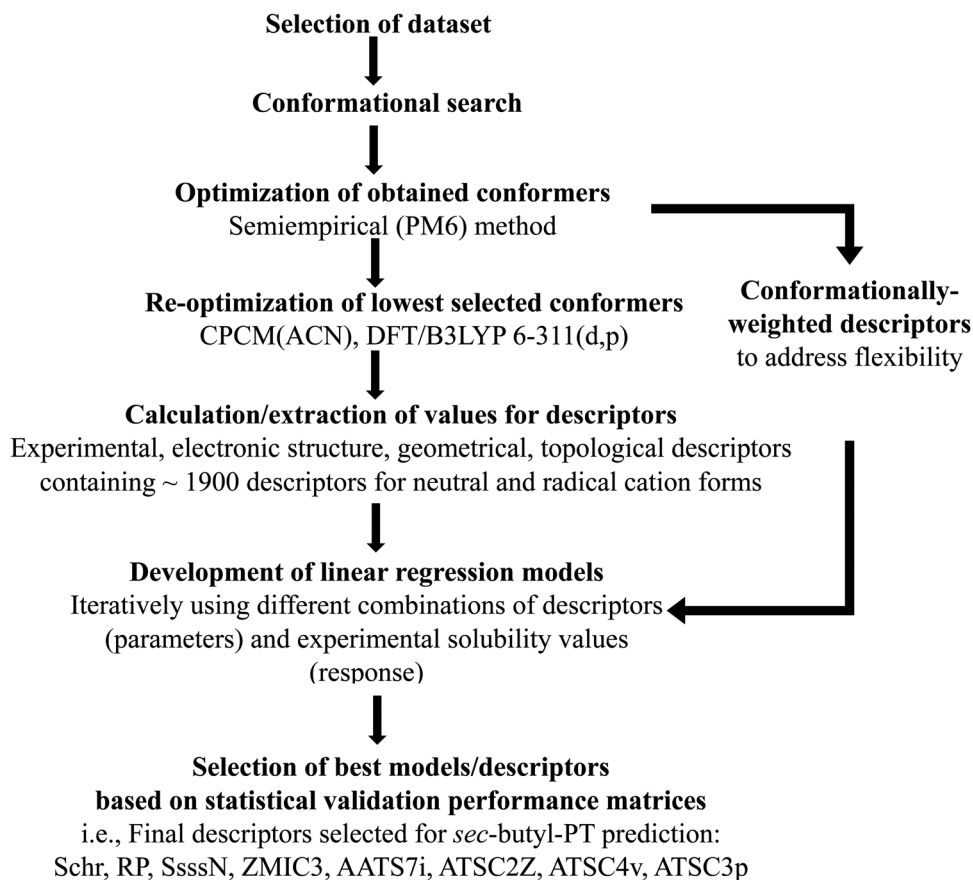 Selection of dataset
Conformational search
Optimization of obtained conformers
Semiempirical (PM6) method
Re-optimization of lowest selected conformers
CPCM(ACN), DFT/B3LYP 6-311(d,p)
Conformationally-
weighted descriptors
to address flexibility
Calculation/extraction of values for descriptors
Experimental, electronic structure, geometrical, topological descriptors
containing ~ 1900 descriptors for neutral and radical cation forms
Development of linear regression models
Iteratively using different combinations of descriptors
(parameters) and experimental solubility values
(response)
Selection of best models/descriptors
based on statistical validation performance matrices
i.e., Final descriptors selected for sec-butyl-PT prediction:
Schr, RP, SsssN, ZMIC3, AATS7i, ATSC2Z, ATSC4v, ATSC3p